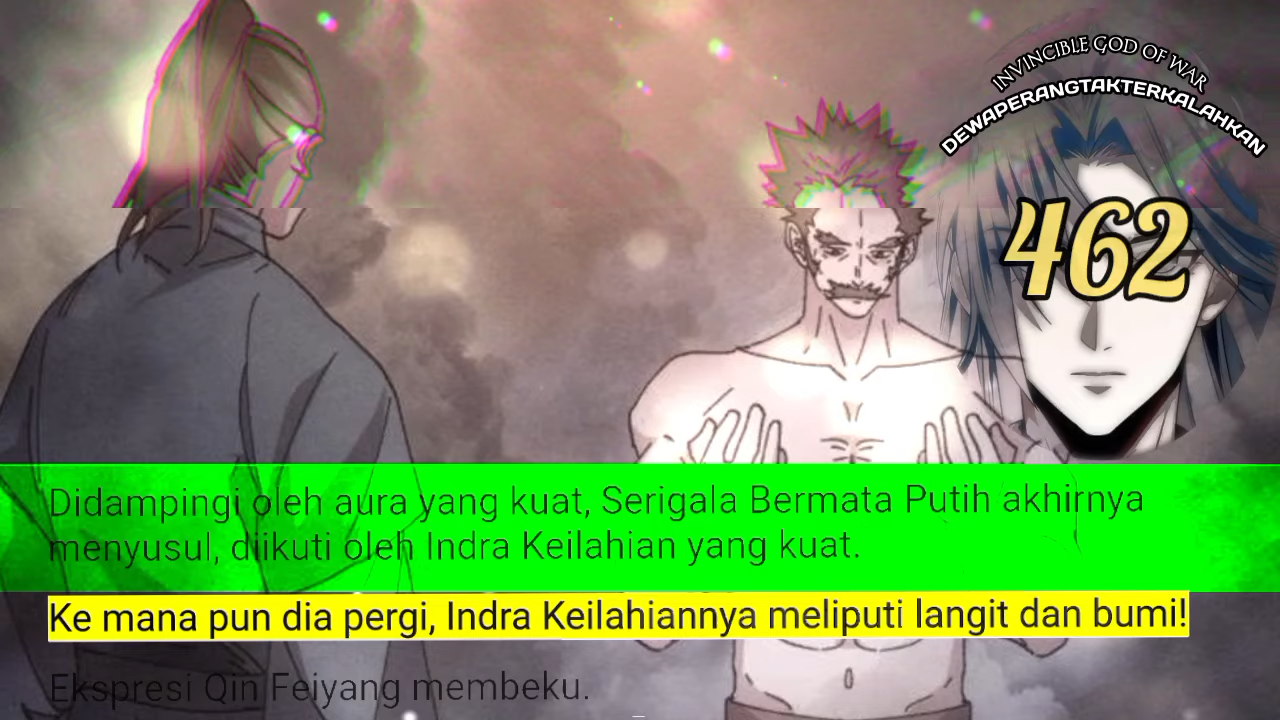 INVINCIBLE GOD OF WAR
DEWAPERANGTAKTERKALAHKAN
462
Didampingi oleh aura yang kuat, Serigala Bermata Putih akhirnya
menyusul, diikuti oleh Indra Keilahian yang kuat.
Ke mana pun dia pergi, Indra Keilahiannya meliputi langit dan bumi!
Ekspresi Qin Feiyang membeku.